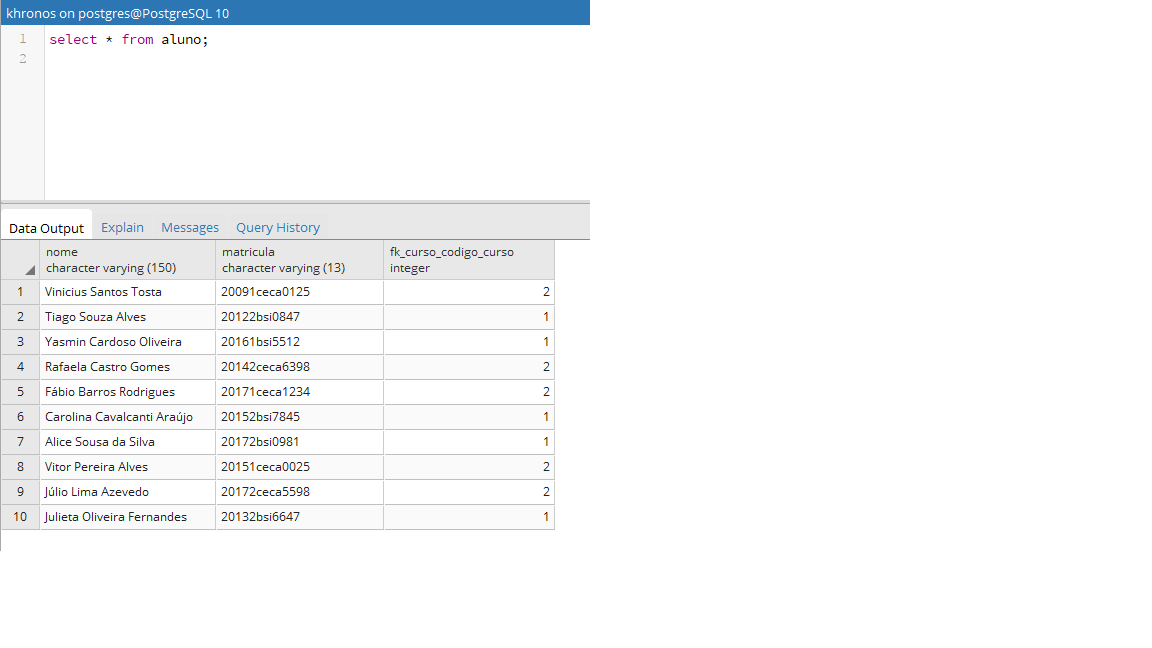 khronos on postgres@PostgreSQL 10
1 select * from aluno;
2
Data Output Explain Messages Query History
nome matricula fk_curso_codigo_curso
character varying (150) character varying (13) integer
1 Vinicius Santos Tosta 20091ceca0125 2
2 Tiago Souza Alves 20122bsi0847 1
3 Yasmin Cardoso Oliveira 20161bsi5512 1
4 Rafaela Castro Gomes 20142ceca6398 2
5 Fábio Barros Rodrigues 20171ceca1234 2
6 Carolina Cavalcanti Araújo 20152bsi7845 1
7 Alice Sousa da Silva 20172bsi0981 1
8 Vitor Pereira Alves 20151ceca0025 2
9 Júlio Lima Azevedo 20172ceca5598 2
10 Julieta Oliveira Fernandes 20132bsi6647 1